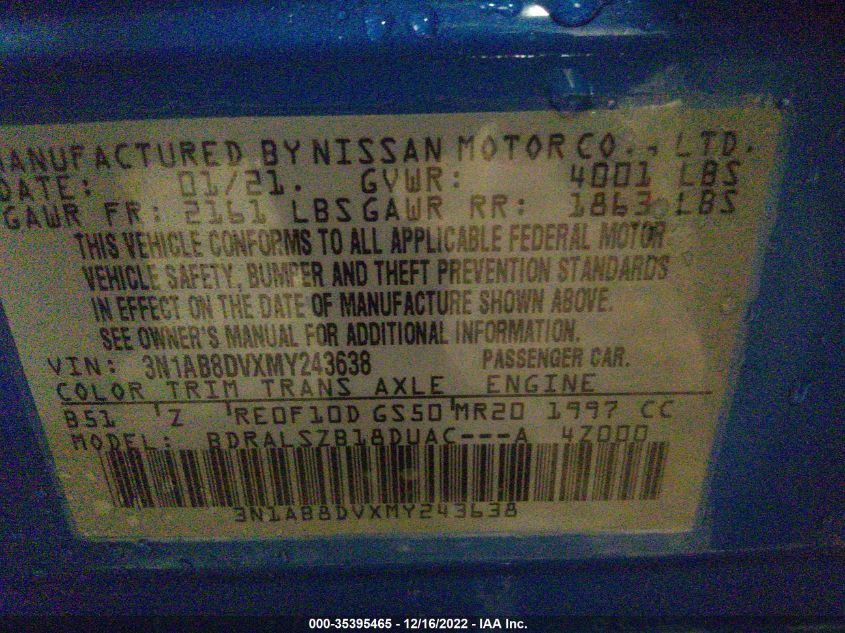 MANUFACTURED BY NISSAN MOTOR CO., LTD.
DATE: 01/21. GVWR: 4001 LBS
GAWR FR: 2161 LBS GAWR RR: 1863 LBS
THIS VEHICLE CONFORMS TO ALL APPLICABLE FEDERAL MOTOR
VEHICLE SAFETY, BUMPER AND THEFT PREVENTION STANDARDS
IN EFFECT ON THE DATE OF MANUFACTURE SHOWN ABOVE.
SEE OWNER'S MANUAL FOR ADDITIONAL INFORMATION.
VIN: 3N1AB8DVXMY243638 PASSENGER CAR.
COLOR TRIM TRANS AXLE ENGINE
B51 'Z 'RE0F10D GS50'MR20 1997 CC
MODEL: BDRALSZB18DUAC---A 4Z000
3N1AB8DVXMY243638
000-35395465 - 12/16/2022 - IAA Inc.